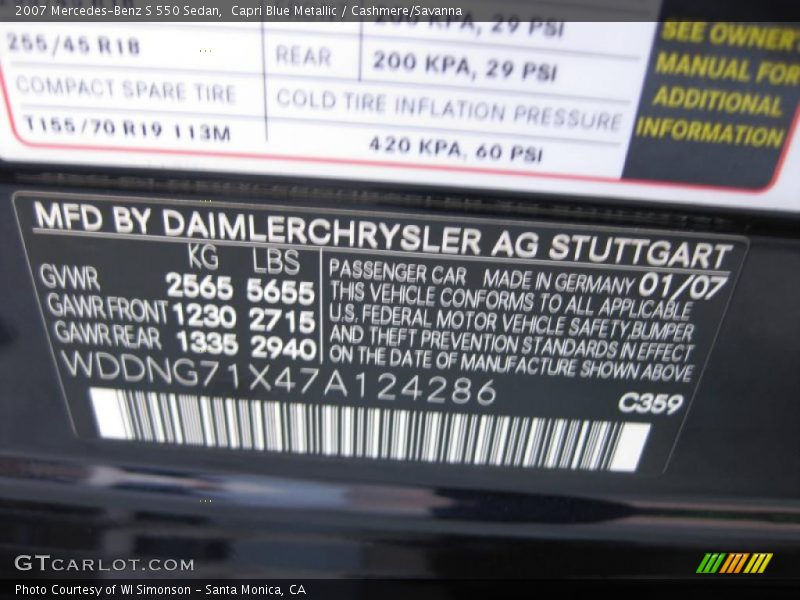 2007 Mercedes-Benz S 550 Sedan,  Capri Blue Metallic / Cashmere/Savanna
200 KPA, 29 PSI
255/45 R18
REAR
200 KPA, 29 PSI
COMPACT SPARE TIRE
COLD TIRE INFLATION PRESSURE
T155/70 R19 113M
420 KPA, 60 PSI
SEE OWNER'S
MANUAL FOR
ADDITIONAL
INFORMATION
MFD BY DAIMLERCHRYSLER AG STUTTGART
KG LBS
GVWR 2565 5655
GAWR FRONT 1230 2715
GAWR REAR 1335 2940
PASSENGER CAR MADE IN GERMANY 01/07
THIS VEHICLE CONFORMS TO ALL APPLICABLE
U.S. FEDERAL MOTOR VEHICLE SAFETY BUMPER
AND THEFT PREVENTION STANDARDS IN EFFECT
ON THE DATE OF MANUFACTURE SHOWN ABOVE
WDDNG71X47A124286
C359
GTCARLOT.COM
Photo Courtesy of WI Simonson - Santa Monica, CA